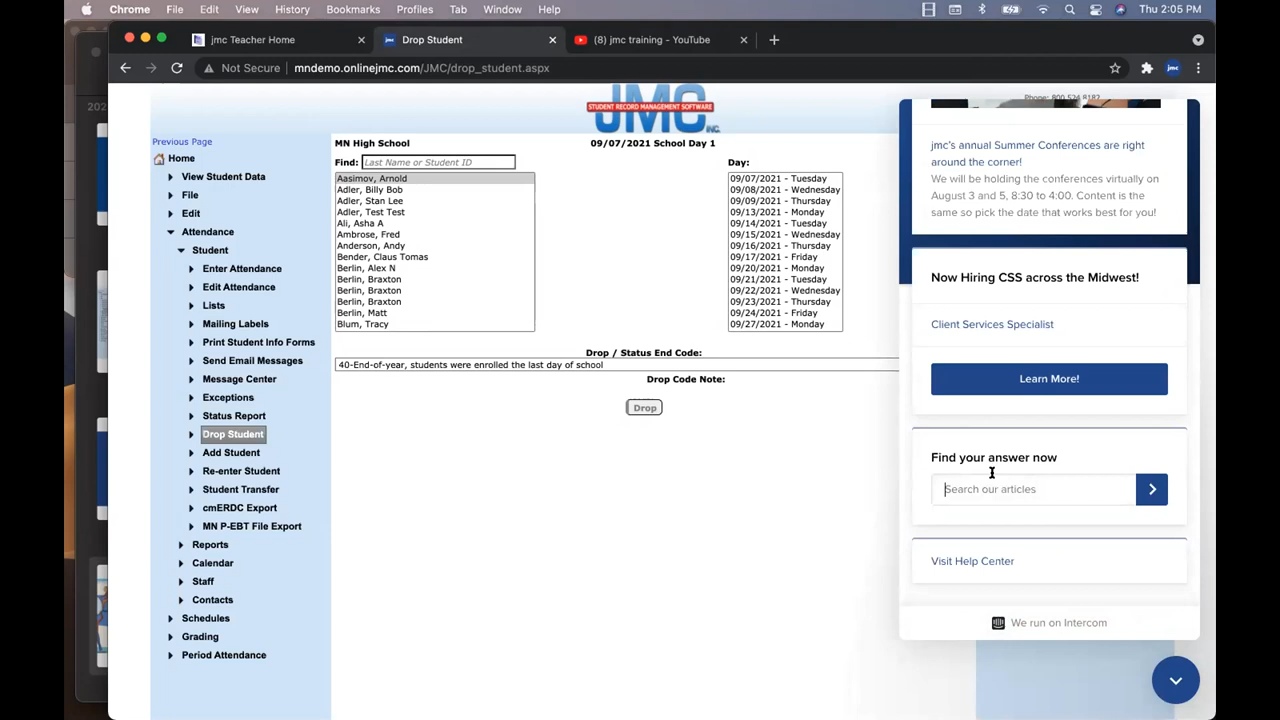 Chrome File Edit View History Bookmarks Profiles Tab Window Help Thu 2:05 PM
jmc Teacher Home
Drop Student
(8) jmc training - YouTube
Not Secure mndemo.onlinejmc.com/JMC/drop_student.aspx
jmc
JMC INC.
STUDENT RECORD MANAGEMENT SOFTWARE
Phone: 800.524.8182
Previous Page
Home
View Student Data
File
Edit
Attendance
Student
Enter Attendance
Edit Attendance
Lists
Mailing Labels
Print Student Info Forms
Send Email Messages
Message Center
Exceptions
Status Report
Drop Student
Add Student
Re-enter Student
Student Transfer
cmERDC Export
MN P-EBT File Export
Reports
Calendar
Staff
Contacts
Schedules
Grading
Period Attendance
MN High School
09/07/2021 School Day 1
Find: Last Name or Student ID
Aasimov, Arnold
Adler, Billy Bob
Adler, Stan Lee
Adler, Test Test
Ali, Asha A
Ambrose, Fred
Anderson, Andy
Bender, Claus Tomas
Berlin, Alex N
Berlin, Braxton
Berlin, Braxton
Berlin, Braxton
Berlin, Matt
Blum, Tracy
Day:
09/07/2021 - Tuesday
09/08/2021 - Wednesday
09/09/2021 - Thursday
09/13/2021 - Monday
09/14/2021 - Tuesday
09/15/2021 - Wednesday
09/16/2021 - Thursday
09/17/2021 - Friday
09/20/2021 - Monday
09/21/2021 - Tuesday
09/22/2021 - Wednesday
09/23/2021 - Thursday
09/24/2021 - Friday
09/27/2021 - Monday
Drop / Status End Code:
40-End-of-year, students were enrolled the last day of school
Drop Code Note:
Drop
jmc's annual Summer Conferences are right
around the corner!
We will be holding the conferences virtually on
August 3 and 5, 8:30 to 4:00. Content is the
same so pick the date that works best for you!
Now Hiring CSS across the Midwest!
Client Services Specialist
Learn More!
Find your answer now
Search our articles
Visit Help Center
We run on Intercom